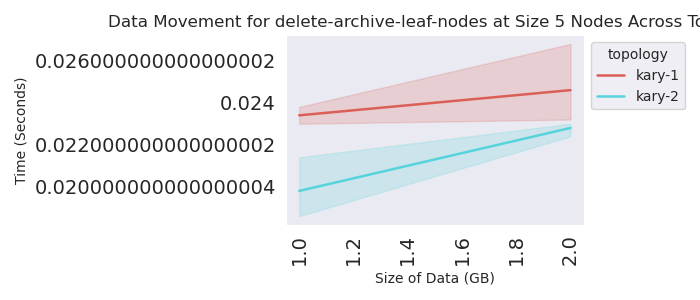 Data Movement for delete-archive-leaf-nodes at Size 5 Nodes Across
topology
kary-1
kary-2
Time (Seconds)
0.026000000000000002
0.024
0.022000000000000002
0.0200000000000000004
1.0
1.2
1.4
1.6
1.8
2.0
Size of Data (GB)